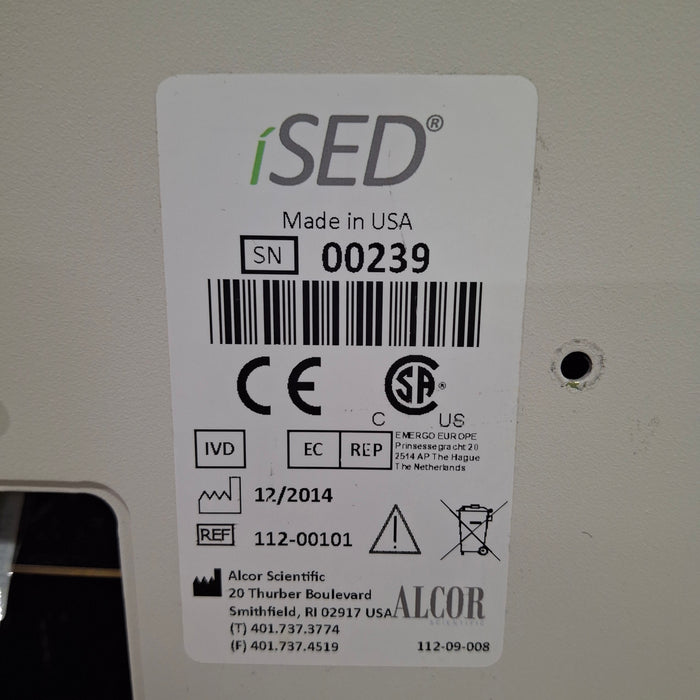 iSED®
Made in USA
SN 00239
CE SA ®
C US
IVD EC REP
EMERGO EUROPE
Prinsessegracht 20
2514 AP The Hague
The Netherlands
12/2014
REF 112-00101
Alcor Scientific
20 Thurber Boulevard
Smithfield, RI 02917 USA
(T) 401.737.3774
(F) 401.737.4519
ALCOR
SCIENTIFIC
112-09-008